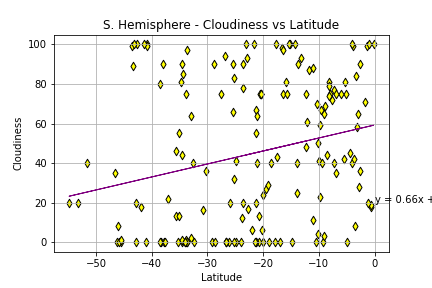 S. Hemisphere - Cloudiness vs Latitude
100
80
60
40
20
0
Cloudiness
y = 0.66x +
−50 −40 −30 −20 −10 0
Latitude